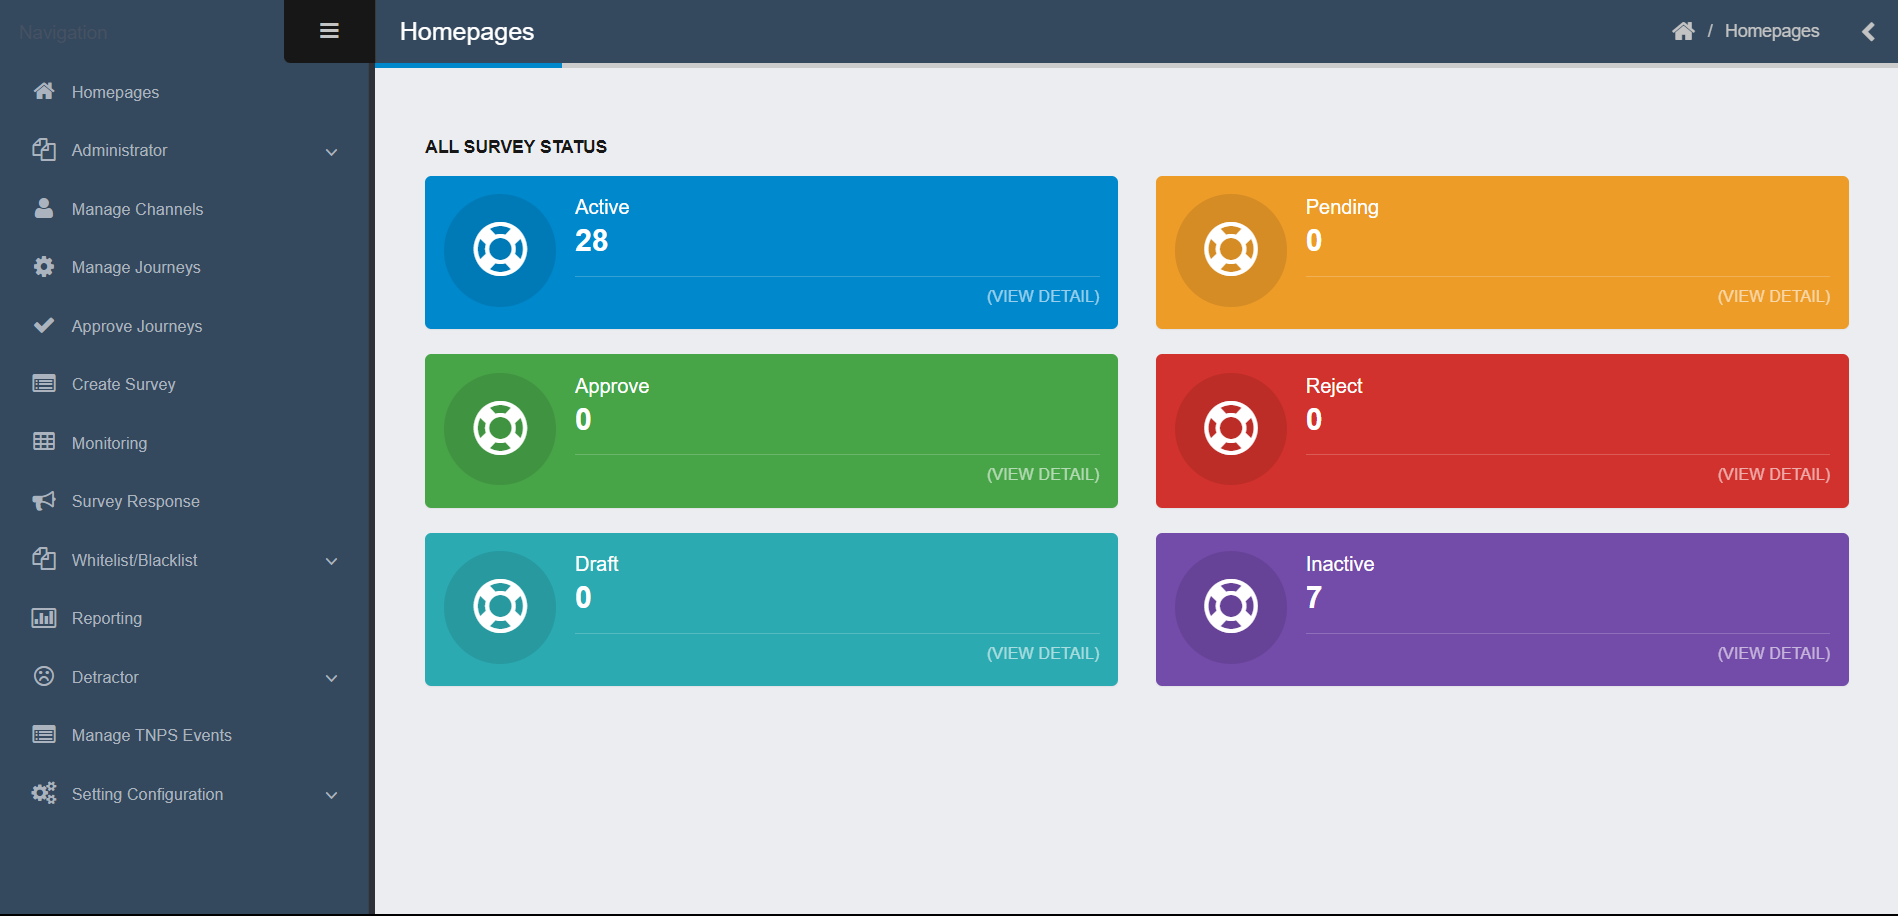 Navigation
Homepages
Administrator
Manage Channels
Manage Journeys
Approve Journeys
Create Survey
Monitoring
Survey Response
Whitelist/Blacklist
Reporting
Detractor
Manage TNPS Events
Setting Configuration
Homepages
/ Homepages
ALL SURVEY STATUS
Active
28
(VIEW DETAIL)
Pending
0
(VIEW DETAIL)
Approve
0
(VIEW DETAIL)
Reject
0
(VIEW DETAIL)
Draft
0
(VIEW DETAIL)
Inactive
7
(VIEW DETAIL)